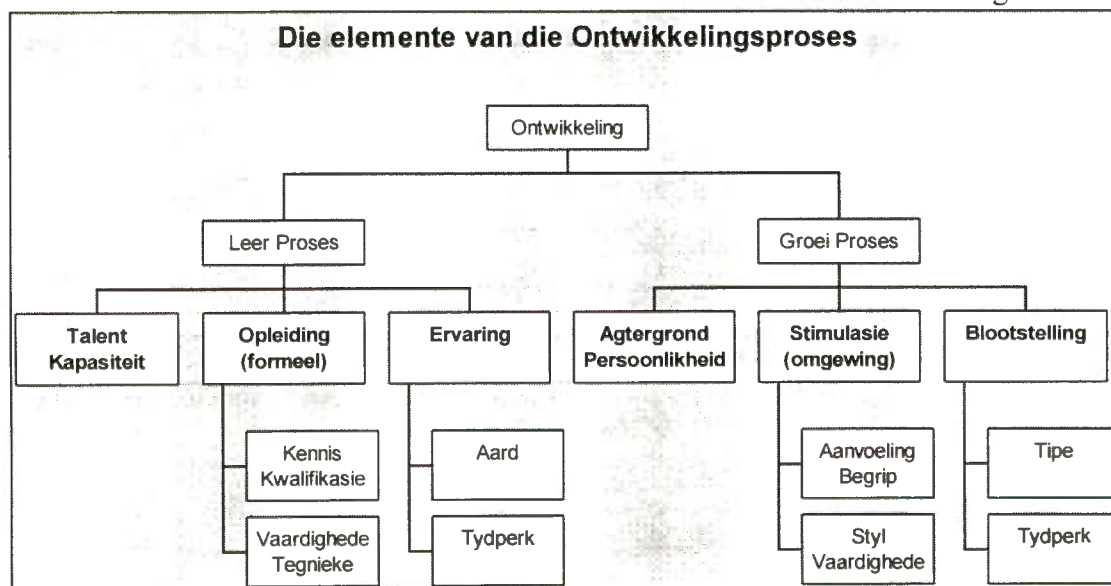 Die elemente van die Ontwikkelingsproses
Ontwikkeling
Leer Proses
Groei Proses
Talent
Kapasiteit
Opleiding
(formeel)
Ervaring
Agtergrond
Persoonlikheid
Stimulasie
(omgewing)
Blootstelling
Kennis
Kwalifikasie
Aard
Aanvoeling
Begrip
Tipe
Vaardighede
Tegnieke
Tydperk
Styl
Vaardighede
Tydperk